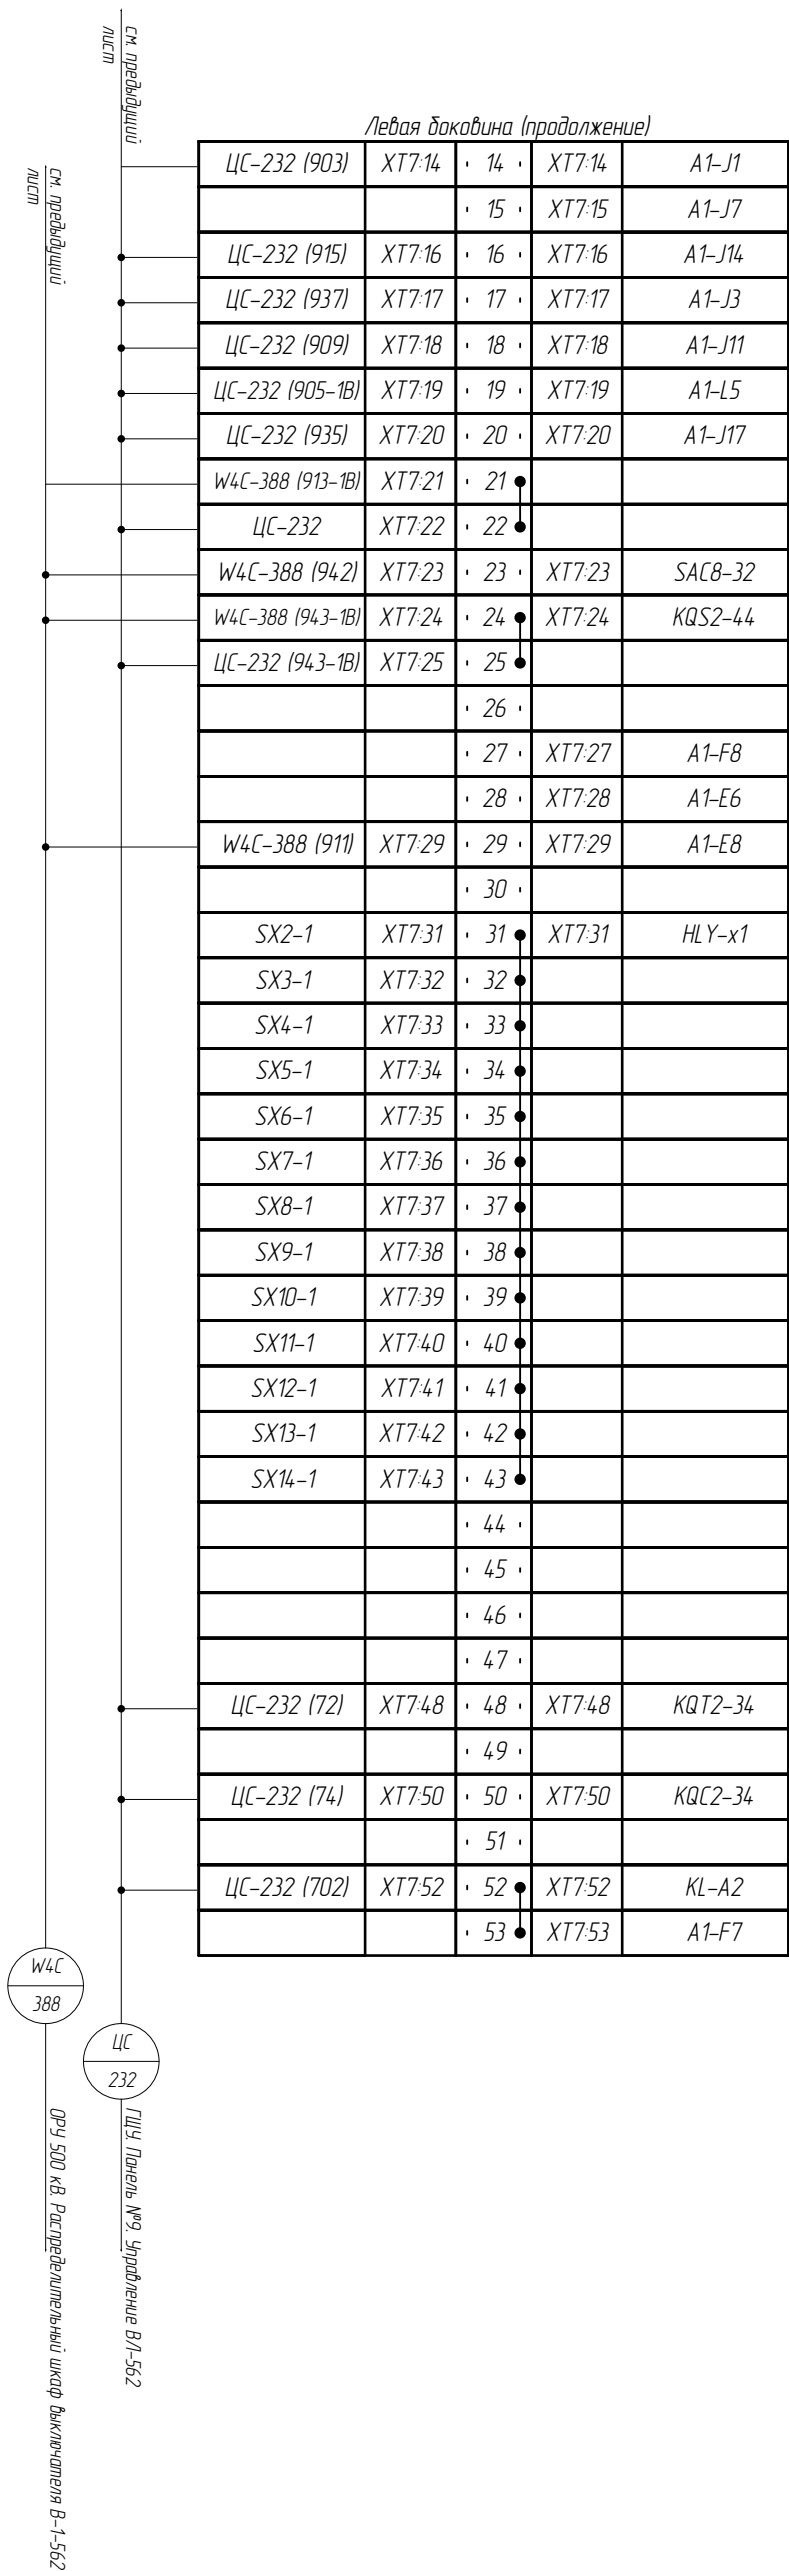 см. предыдущий
лист
см. предыдущий
лист
Левая боковина (продолжение)
ЦС-232 (903) XT7:14 14 XT7:14 A1-J1
15 XT7:15 A1-J7
ЦС-232 (915) XT7:16 16 XT7:16 A1-J14
ЦС-232 (937) XT7:17 17 XT7:17 A1-J3
ЦС-232 (909) XT7:18 18 XT7:18 A1-J11
ЦС-232 (905-1В) XT7:19 19 XT7:19 A1-L5
ЦС-232 (935) XT7:20 20 XT7:20 A1-J17
W4C-388 (913-1В) XT7:21 21
ЦС-232 XT7:22 22
W4C-388 (942) XT7:23 23 XT7:23 SAC8-32
W4C-388 (943-1В) XT7:24 24 XT7:24 KQS2-44
ЦС-232 (943-1В) XT7:25 25
26
27 XT7:27 A1-F8
28 XT7:28 A1-E6
W4C-388 (911) XT7:29 29 XT7:29 A1-E8
30
SX2-1 XT7:31 31 XT7:31 HLY-x1
SX3-1 XT7:32 32
SX4-1 XT7:33 33
SX5-1 XT7:34 34
SX6-1 XT7:35 35
SX7-1 XT7:36 36
SX8-1 XT7:37 37
SX9-1 XT7:38 38
SX10-1 XT7:39 39
SX11-1 XT7:40 40
SX12-1 XT7:41 41
SX13-1 XT7:42 42
SX14-1 XT7:43 43
44
45
46
47
ЦС-232 (72) XT7:48 48 XT7:48 KQT2-34
49
ЦС-232 (74) XT7:50 50 XT7:50 KQC2-34
51
ЦС-232 (702) XT7:52 52 XT7:52 KL-A2
53 XT7:53 A1-F7
W4C
388
ЦС
232
ГЩУ. Панель №9. Управление ВЛ-562
ОРУ 500 кВ. Распределительный шкаф выключателя В-1-562